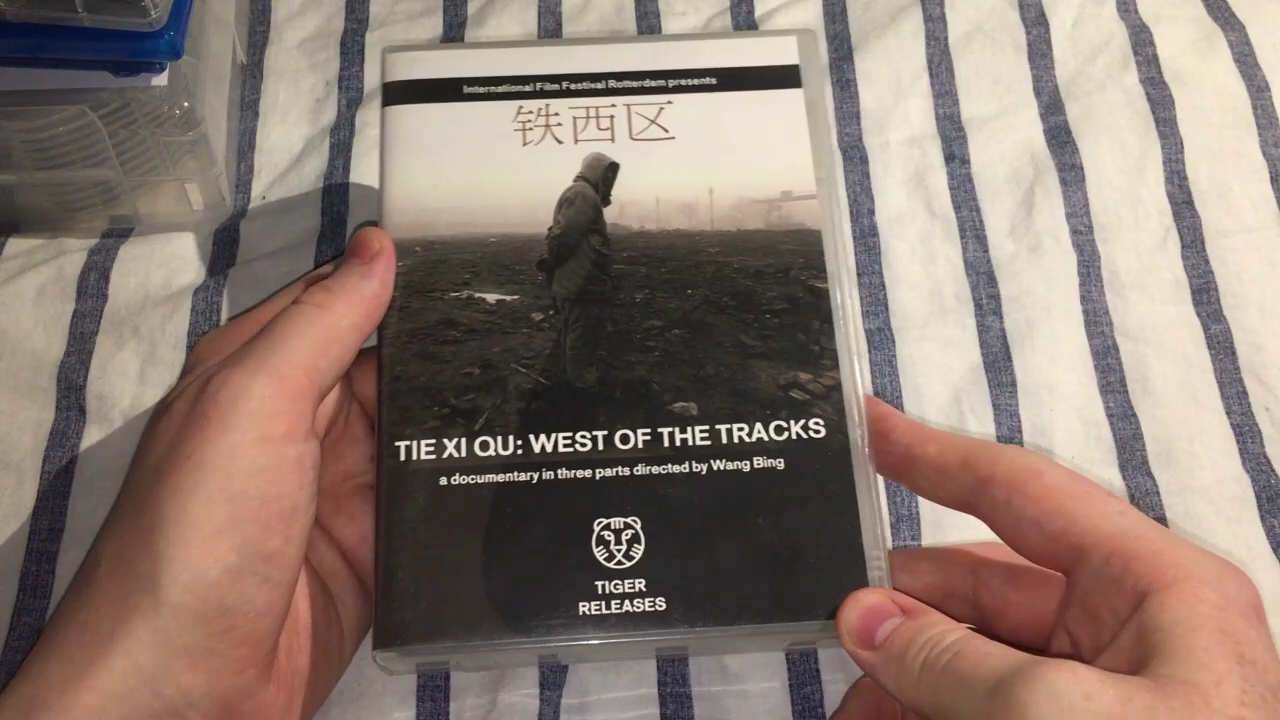 International Film Festival Rotterdam presents
铁西区
TIE XI QU: WEST OF THE TRACKS
a documentary in three parts directed by Wang Bing
TIGER
RELEASES